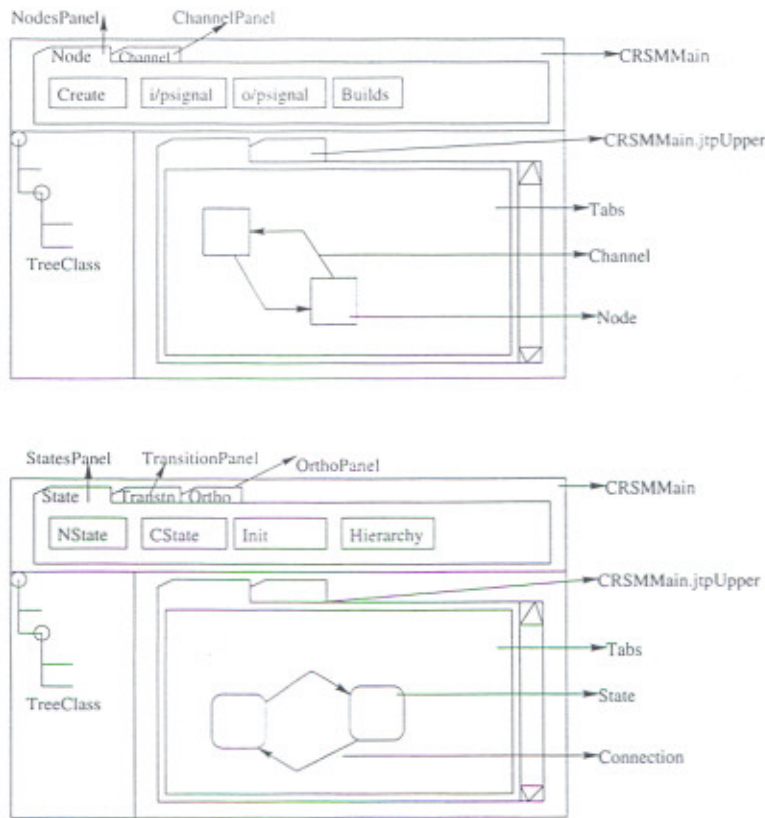 NodesPanel ChannelPanel
Node Channel CRSMMain
Create i/psignal o/psignal Builds
CRSMMain.jtpUpper
Tabs
Channel
TreeClass
Node
StatesPanel TransitionPanel OrthoPanel
State Transtn Ortho CRSMMain
NState CState Init Hierarchy
CRSMMain.jtpUpper
Tabs
State
TreeClass
Connection